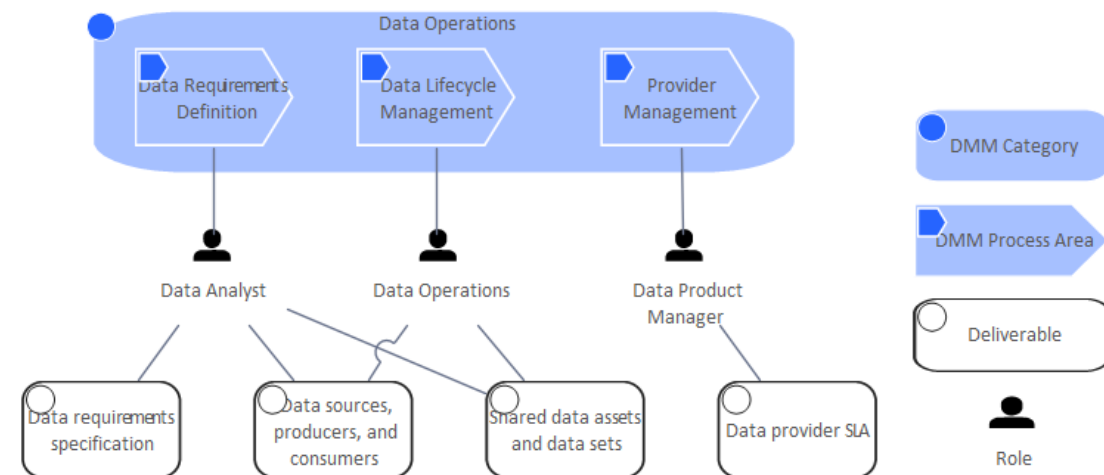 Data Operations
Data Requirements
Definition
Data Lifecycle
Management
Provider
Management
DMM Category
DMM Process Area
Data Analyst
Data Operations
Data Product
Manager
Deliverable
Data requirements
specification
Data sources,
producers, and
consumers
Shared data assets
and data sets
Data provider SLA
Role